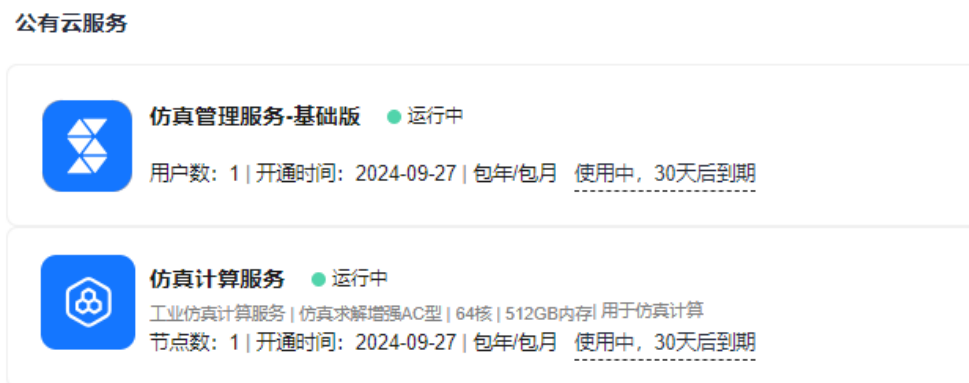 公有云服务
仿真管理服务-基础版 运行中
用户数：1 | 开通时间：2024-09-27 | 包年/包月 使用中，30天后到期
仿真计算服务 运行中
工业仿真计算服务 | 仿真求解增强AC型 | 64核 | 512GB内存| 用于仿真计算
节点数：1 | 开通时间：2024-09-27 | 包年/包月 使用中，30天后到期